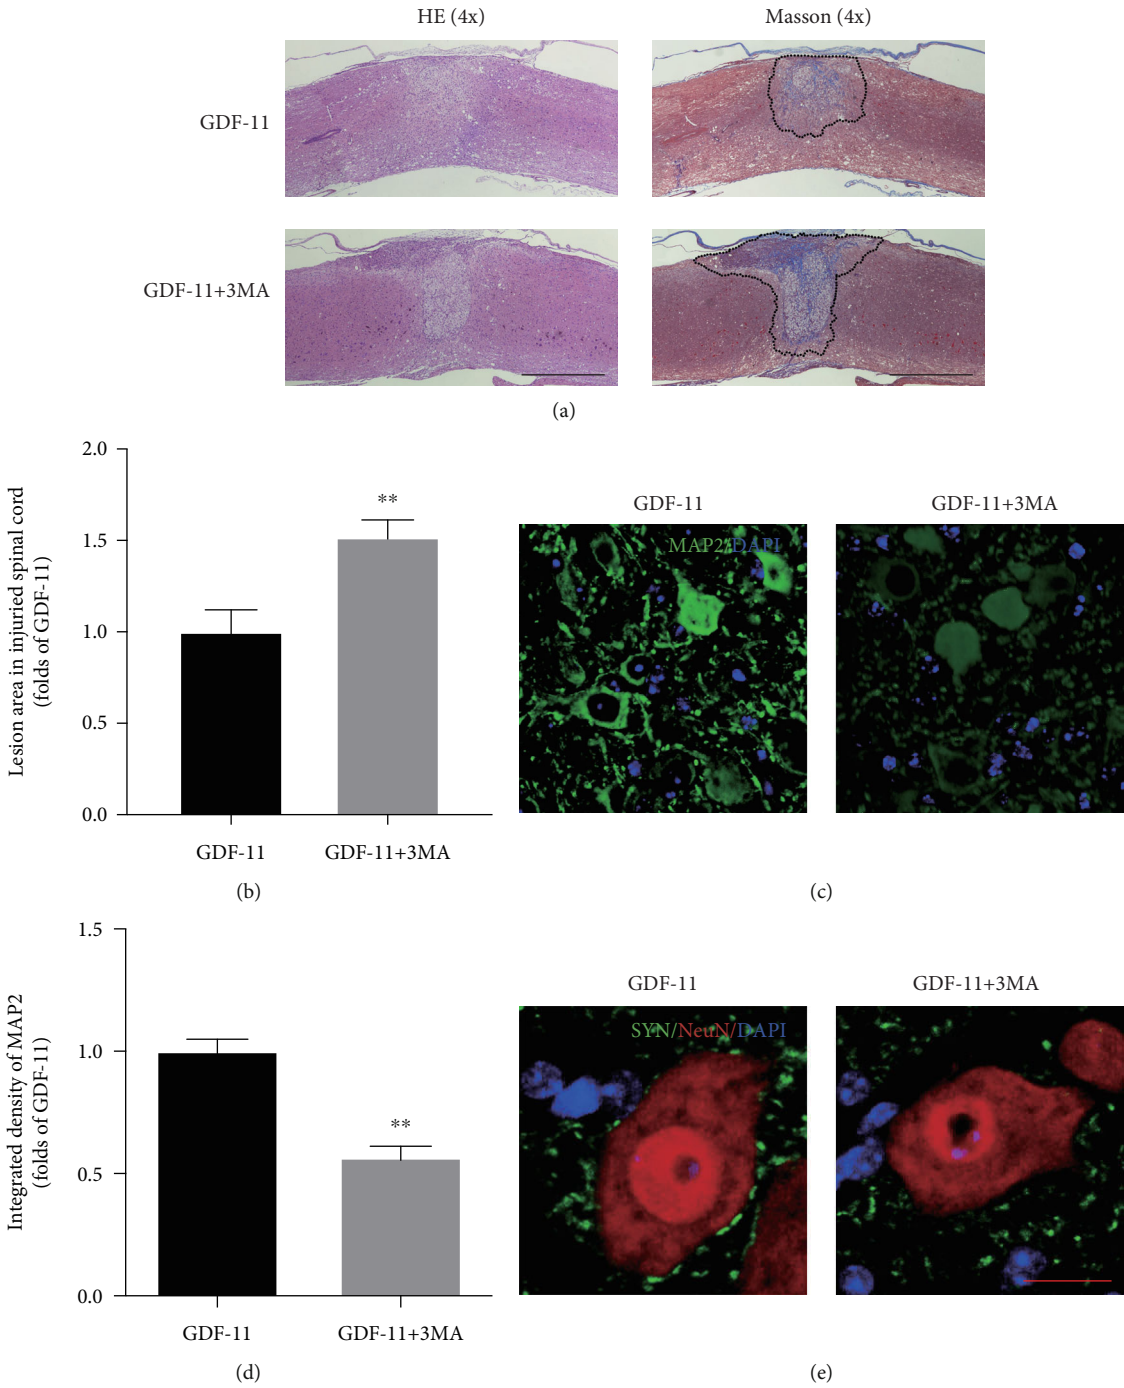 HE (4x)
Masson (4x)
GDF-11
GDF-11+3MA
(a)
Lesion area in injuried spinal cord
(folds of GDF-11)
2.0
1.5
1.0
0.5
0.0
**
GDF-11
GDF-11+3MA
(b)
GDF-11
GDF-11+3MA
MAP2/DAPI
(c)
Integrated density of MAP2
(folds of GDF-11)
1.5
1.0
0.5
0.0
**
GDF-11
GDF-11+3MA
(d)
GDF-11
GDF-11+3MA
SYN/NeuN/DAPI
(e)